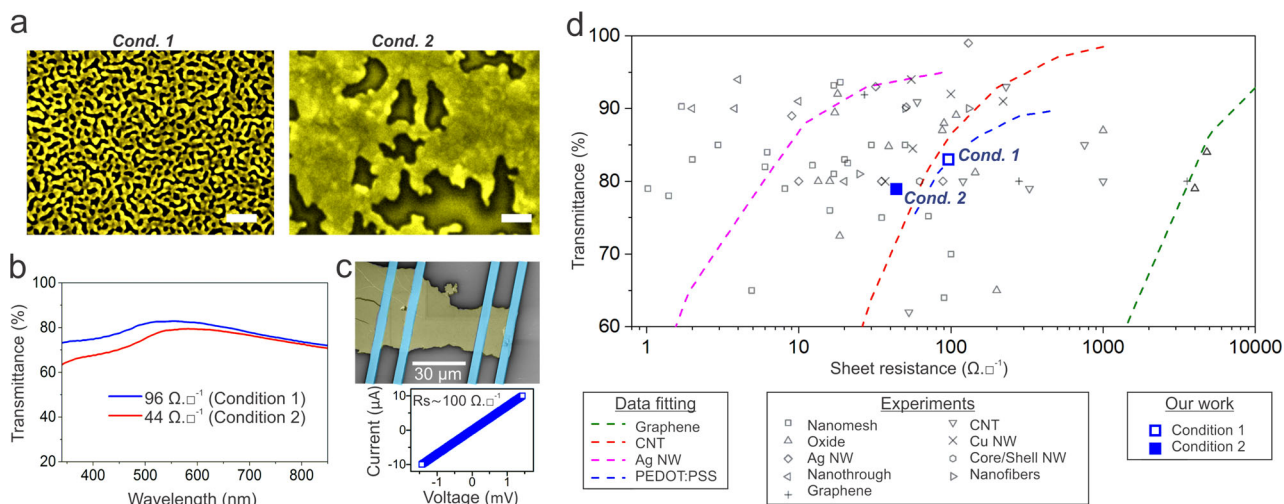 a
Cond. 1
Cond. 2
b
Transmittance (%)
100
80
60
40
20
400 500 600 700 800
Wavelength (nm)
96 Ω.□⁻¹ (Condition 1)
44 Ω.□⁻¹ (Condition 2)
c
30 µm
Current (µA)
10
0
-10
Rs~100 Ω.□⁻¹
-1 0 1
Voltage (mV)
d
Transmittance (%)
100
90
80
70
60
Cond. 1
Cond. 2
1 10 100 1000 10000
Sheet resistance (Ω.□⁻¹)
Data fitting
Graphene
CNT
Ag NW
PEDOT:PSS
Experiments
Nanomesh
Oxide
Ag NW
Nanothrough
Graphene
CNT
Cu NW
Core/Shell NW
Nanofibers
Our work
Condition 1
Condition 2